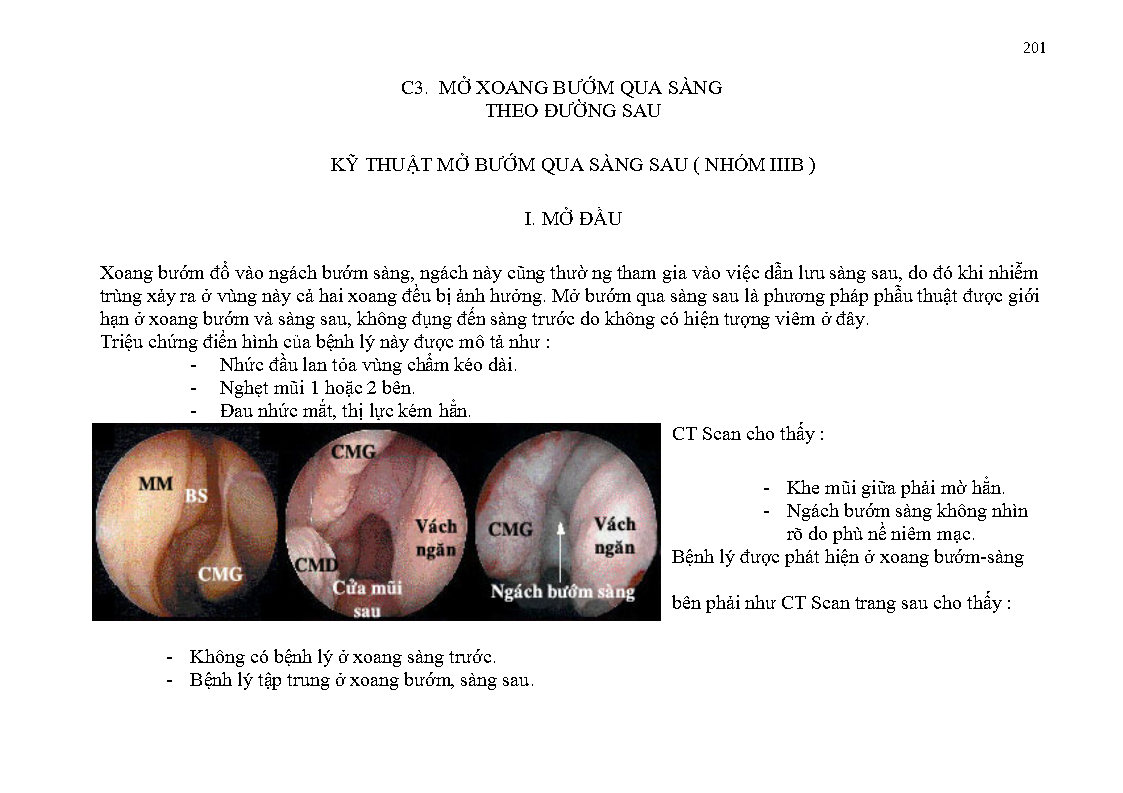 201
C3. MỞ XOANG BƯỚM QUA SÀNG
THEO ĐƯỜNG SAU
KỸ THUẬT MỞ BƯỚM QUA SÀNG SAU ( NHÓM IIIB )
I. MỞ ĐẦU
Xoang bướm đổ vào ngách bướm sàng, ngách này cũng thườ ng tham gia vào việc dẫn lưu sàng sau, do đó khi nhiễm
trùng xảy ra ở vùng này cả hai xoang đều bị ảnh hưởng. Mở bướm qua sàng sau là phương pháp phẫu thuật được giới
hạn ở xoang bướm và sàng sau, không đụng đến sàng trước do không có hiện tượng viêm ở đây.
Triệu chứng điển hình của bệnh lý này được mô tả như :
- Nhức đầu lan tỏa vùng chẩm kéo dài.
- Nghẹt mũi 1 hoặc 2 bên.
- Đau nhức mắt, thị lực kém hẳn.
MM
BS
CMG
CMG
Vách
ngăn
CMD
Cửa mũi
sau
CMG
Vách
ngăn
Ngách bướm sàng
CT Scan cho thấy :
- Khe mũi giữa phải mờ hẳn.
- Ngách bướm sàng không nhìn
rõ do phù nề niêm mạc.
Bệnh lý được phát hiện ở xoang bướm-sàng
bên phải như CT Scan trang sau cho thấy :
- Không có bệnh lý ở xoang sàng trước.
- Bệnh lý tập trung ở xoang bướm, sàng sau.